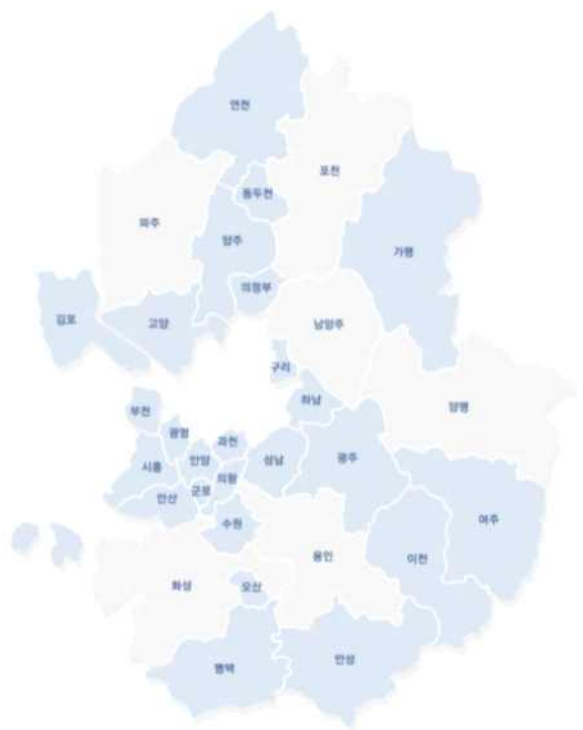 연천
포천
동두천
파주
양주
가평
의정부
김포
고양
남양주
구리
하남
양평
부천
광명
과천
시흥
안양
성남
광주
의왕
군포
안산
수원
여주
용인
이천
화성
오산
평택
안성